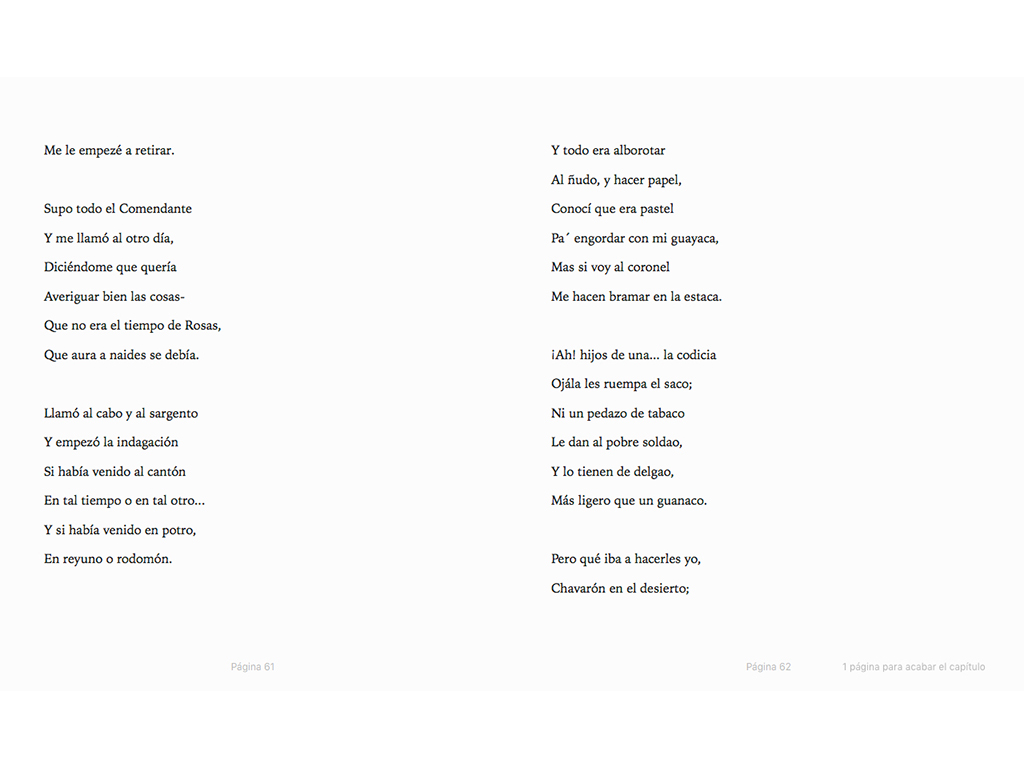 Me le empezé a retirar.
Supo todo el Comendante
Y me llamó al otro día,
Diciéndome que quería
Averiguar bien las cosas-
Que no era el tiempo de Rosas,
Que aura a naides se debía.
Llamó al cabo y al sargento
Y empezó la indagación
Si había venido al cantón
En tal tiempo o en tal otro...
Y si había venido en potro,
En reyuno o rodomón.
Página 61
Y todo era alborotar
Al ñudo, y hacer papel,
Conocí que era pastel
Pa´ engordar con mi guayaca,
Mas si voy al coronel
Me hacen bramar en la estaca.
¡Ah! hijos de una... la codicia
Ojála les ruempa el saco;
Ni un pedazo de tabaco
Le dan al pobre soldao,
Y lo tienen de delgao,
Más ligero que un guanaco.
Pero qué iba a hacerles yo,
Chavarón en el desierto;
Página 62
1 página para acabar el capítulo